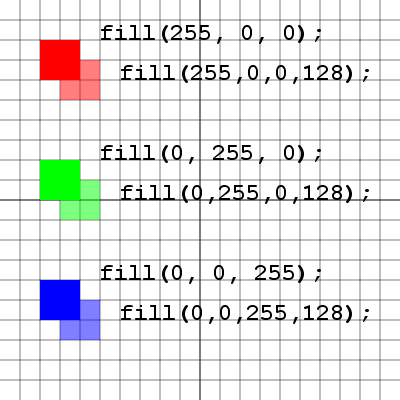 fill(255, 0, 0);
fill(255,0,0,128);
fill(0, 255, 0);
fill(0,255,0,128);
fill(0, 0, 255);
fill(0,0,255,128);